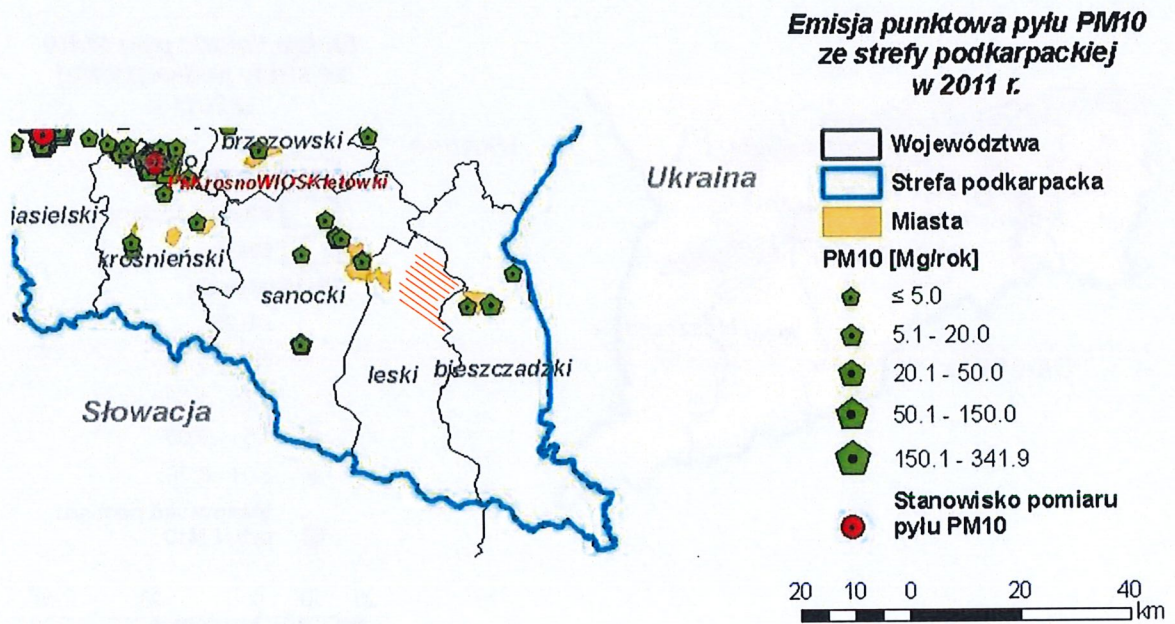 Emisja punktowa pyłu PM10
ze strefy podkarpackiej
w 2011 r.
Województwa
Strefa podkarpacka
Miasta
PM10 [Mg/rok]
≤ 5.0
5.1 - 20.0
20.1 - 50.0
50.1 - 150.0
150.1 - 341.9
Stanowisko pomiaru
pyłu PM10
20 10 0 20 40
km
brzozowski
PkKrosnoWIOSKletówki
Ukraina
jasielski
krośnieński
sanocki
leski
bieszczadzki
Słowacja